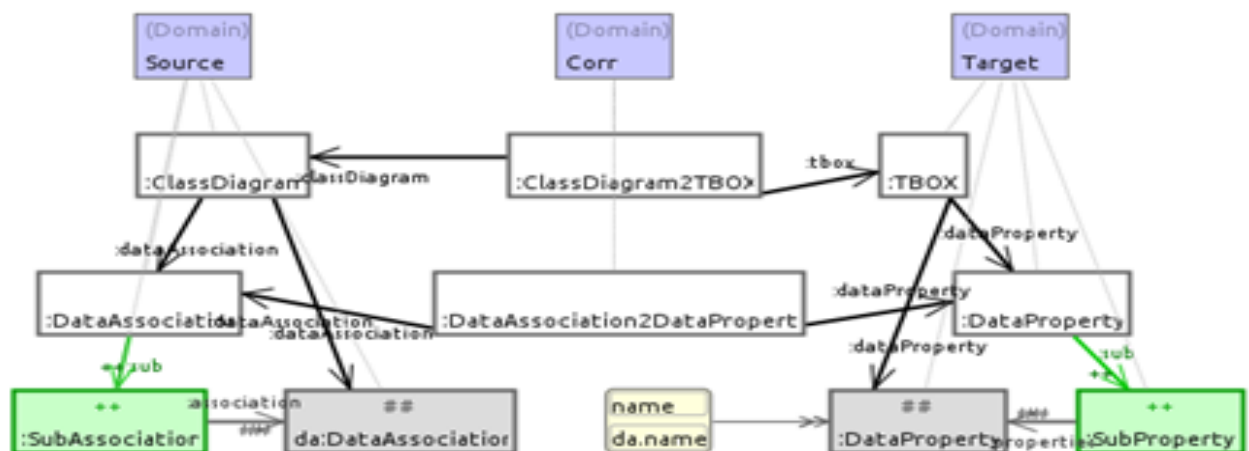 (Domain)
Source
(Domain)
Corr
(Domain)
Target
:ClassDiagram
:classDiagram
:ClassDiagram2TBOX
:tbox
:TBOX
:dataAssociation
:dataProperty
:DataAssociation
:dataAssociation
:dataAssociation
:DataAssociation2DataPropert
:dataProperty
:DataProperty
:dataProperty
++:sub
:sub
++
++
:SubAssociation
:association
####
##
da:DataAssociation
name
da.name
##
:DataProperty
####
:properties
++
:SubProperty